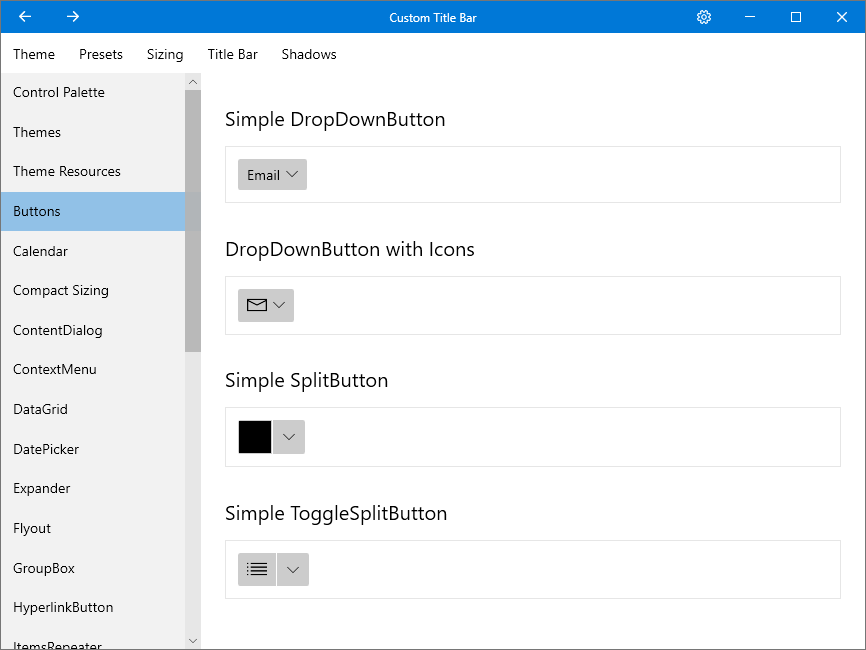 Custom Title Bar
Theme Presets Sizing Title Bar Shadows
Control Palette
Themes
Theme Resources
Buttons
Calendar
Compact Sizing
ContentDialog
ContextMenu
DataGrid
DatePicker
Expander
Flyout
GroupBox
HyperlinkButton
ItemsRepeater
Simple DropDownButton
Email
DropDownButton with Icons
Simple SplitButton
Simple ToggleSplitButton